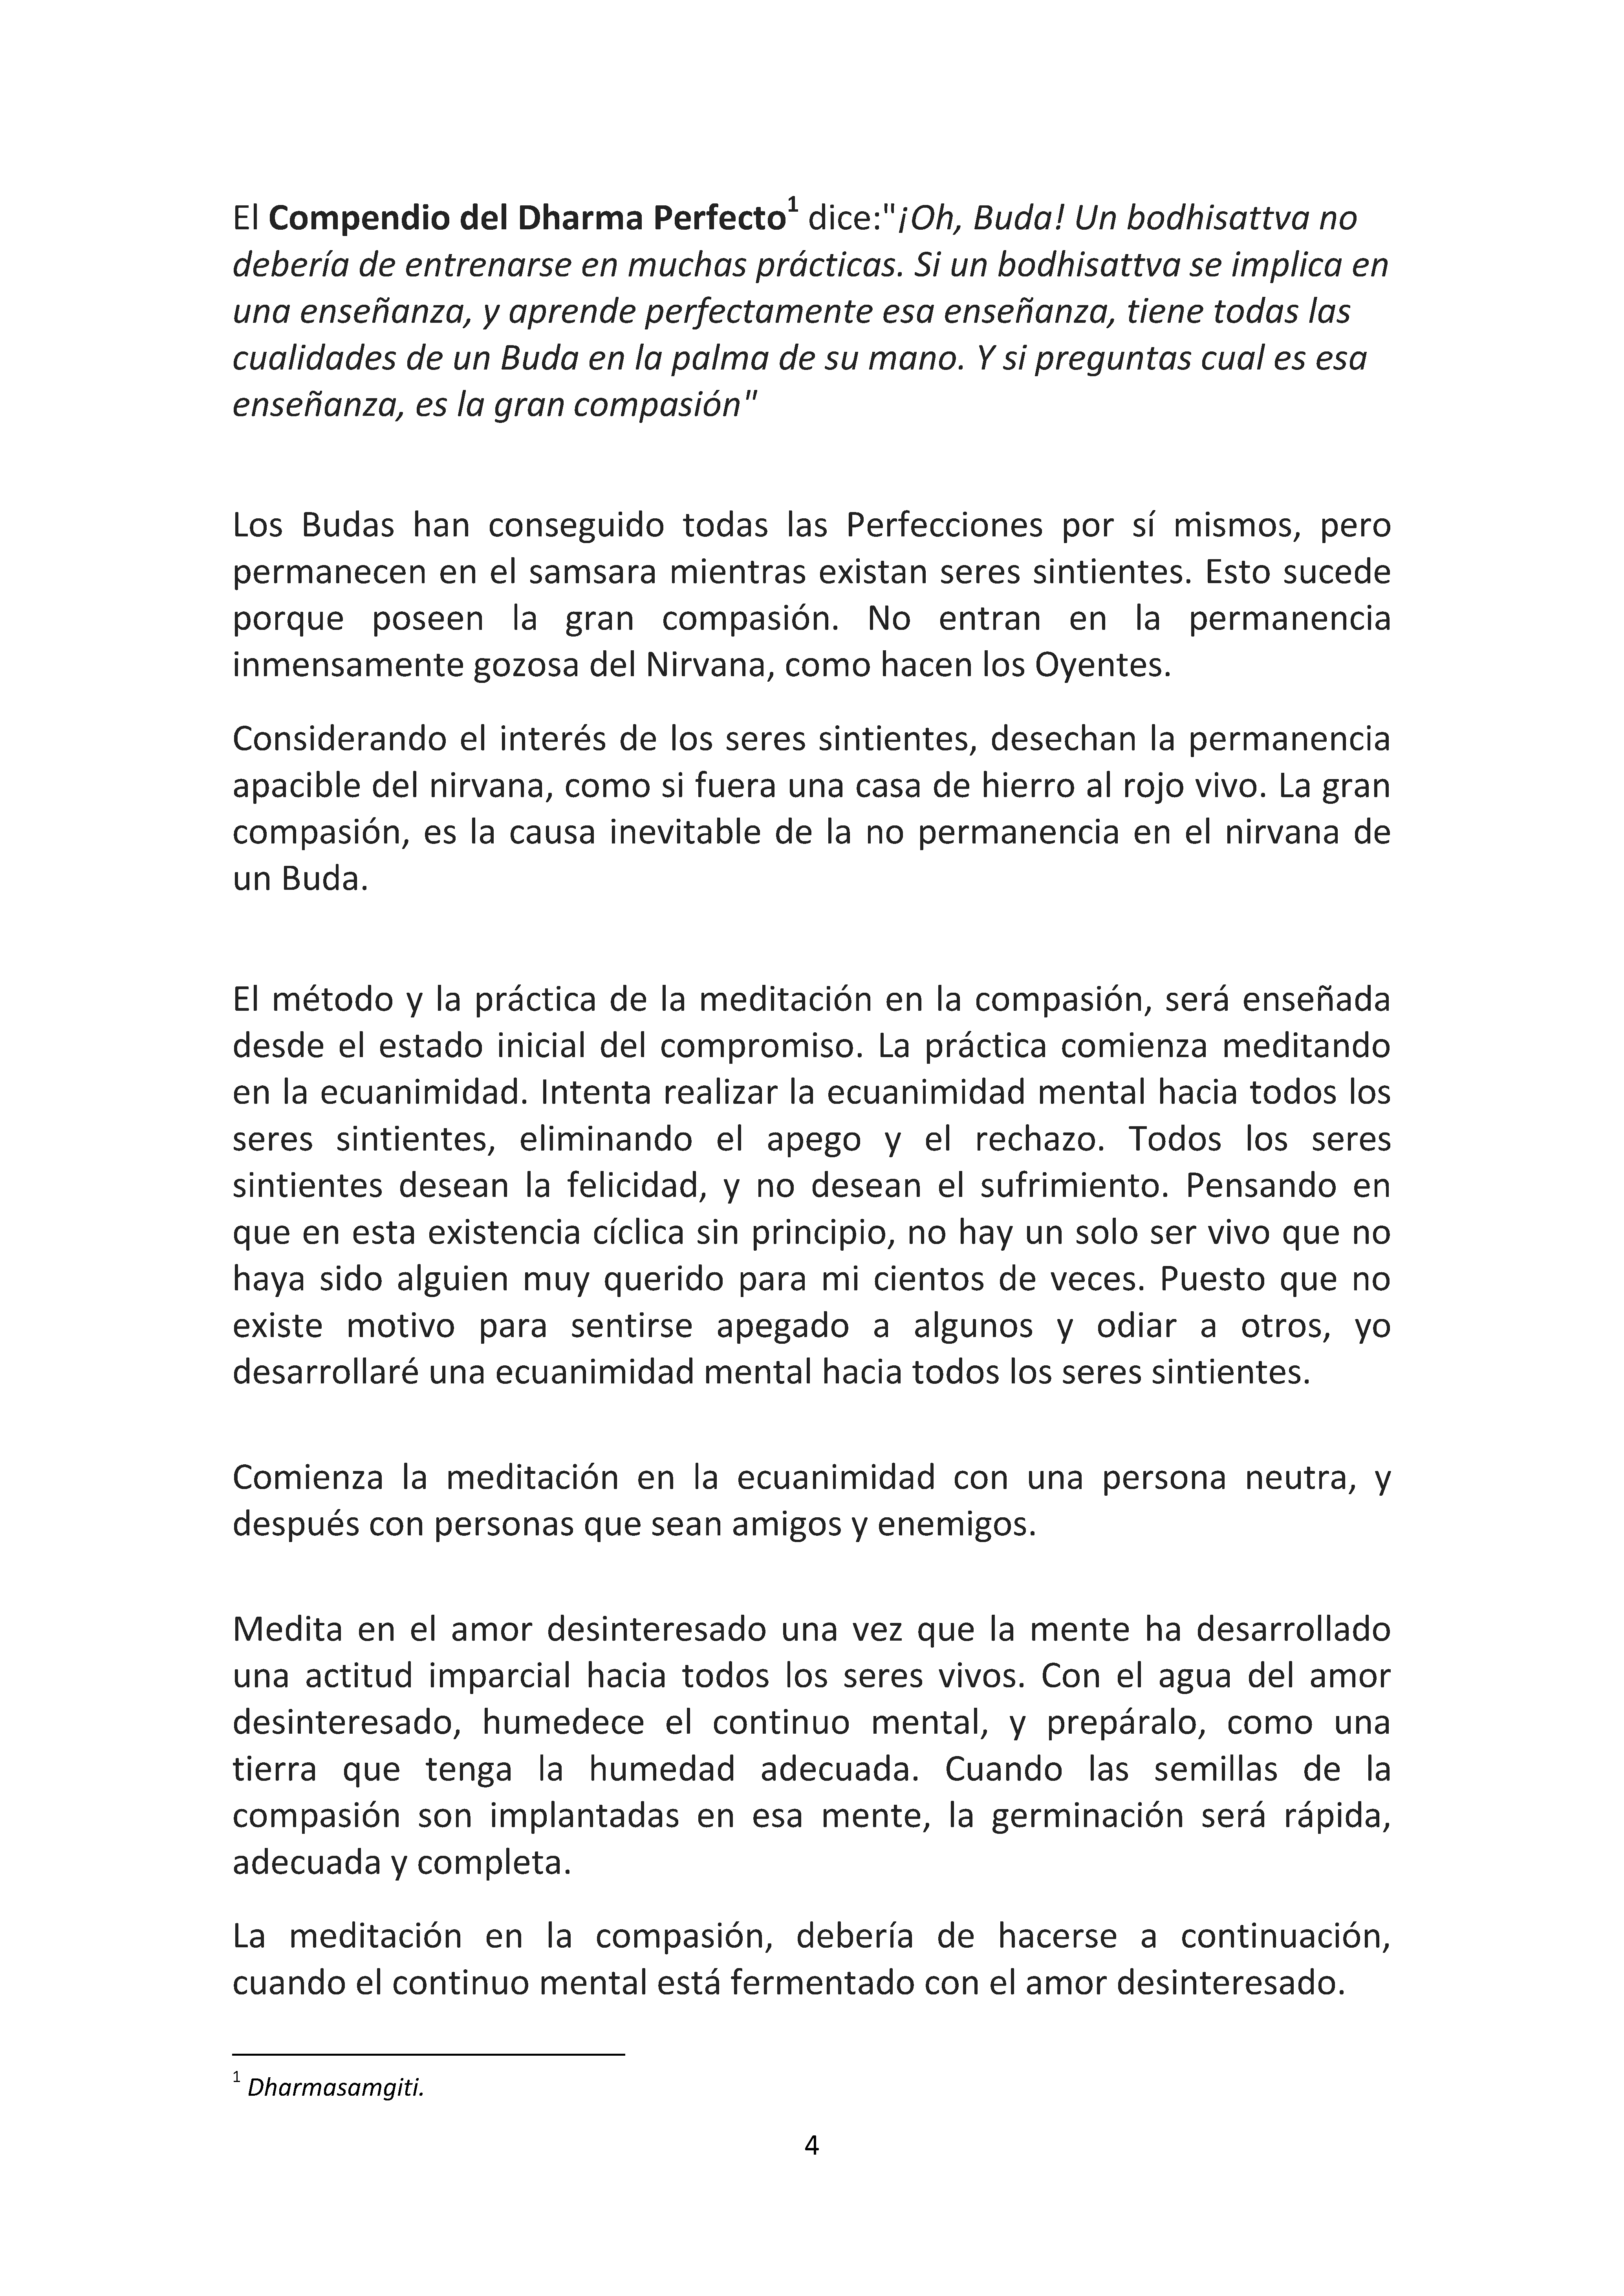 El Compendio del Dharma Perfecto1 dice:"¡Oh, Buda! Un bodhisattva no
debería de entrenarse en muchas prácticas. Si un bodhisattva se implica en
una enseñanza, y aprende perfectamente esa enseñanza, tiene todas las
cualidades de un Buda en la palma de su mano. Y si preguntas cual es esa
enseñanza, es la gran compasión"
Los Budas han conseguido todas las Perfecciones por sí mismos, pero
permanecen en el samsara mientras existan seres sintientes. Esto sucede
porque poseen la gran compasión. No entran en la permanencia
inmensamente gozosa del Nirvana, como hacen los Oyentes.
Considerando el interés de los seres sintientes, desechan la permanencia
apacible del nirvana, como si fuera una casa de hierro al rojo vivo. La gran
compasión, es la causa inevitable de la no permanencia en el nirvana de
un Buda.
El método y la práctica de la meditación en la compasión, será enseñada
desde el estado inicial del compromiso. La práctica comienza meditando
en la ecuanimidad. Intenta realizar la ecuanimidad mental hacia todos los
seres sintientes, eliminando el apego y el rechazo. Todos los seres
sintientes desean la felicidad, y no desean el sufrimiento. Pensando en
que en esta existencia cíclica sin principio, no hay un solo ser vivo que no
haya sido alguien muy querido para mi cientos de veces. Puesto que no
existe motivo para sentirse apegado a algunos y odiar a otros, yo
desarrollaré una ecuanimidad mental hacia todos los seres sintientes.
Comienza la meditación en la ecuanimidad con una persona neutra, y
después con personas que sean amigos y enemigos.
Medita en el amor desinteresado una vez que la mente ha desarrollado
una actitud imparcial hacia todos los seres vivos. Con el agua del amor
desinteresado, humedece el continuo mental, y prepáralo, como una
tierra que tenga la humedad adecuada. Cuando las semillas de la
compasión son implantadas en esa mente, la germinación será rápida,
adecuada y completa.
La meditación en la compasión, debería de hacerse a continuación,
cuando el continuo mental está fermentado con el amor desinteresado.
1 Dharmasamgiti.
4